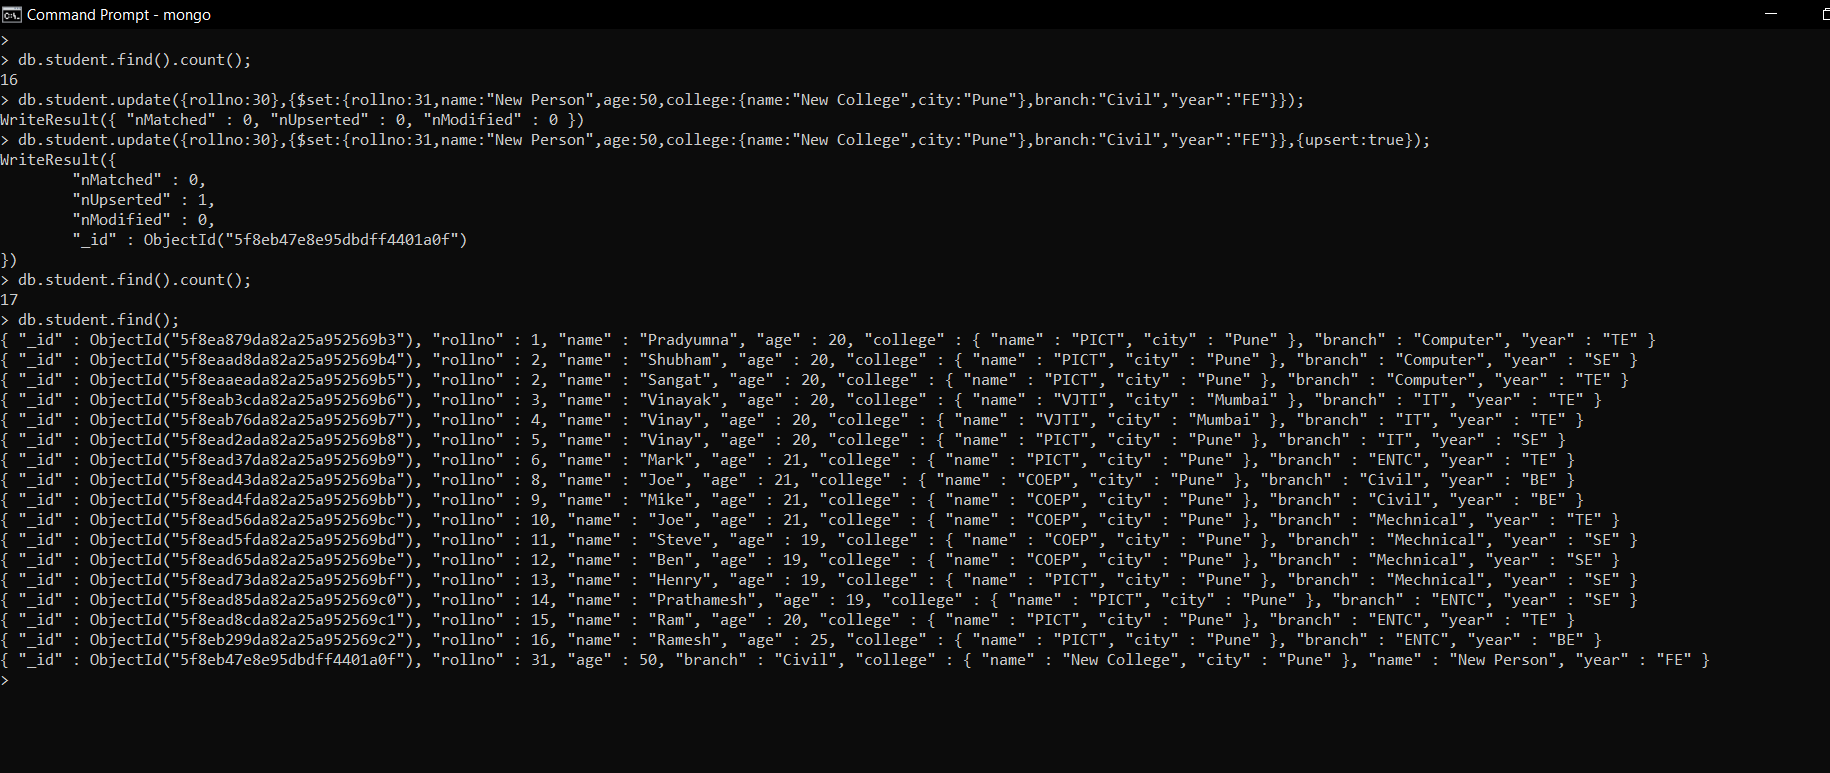 Command Prompt - mongo
>
> db.student.find().count();
16
> db.student.update({rollno:30},{$set:{rollno:31,name:"New Person",age:50,college:{name:"New College",city:"Pune"},branch:"Civil","year":"FE"}});
WriteResult({ "nMatched" : 0, "nUpserted" : 0, "nModified" : 0 })
> db.student.update({rollno:30},{$set:{rollno:31,name:"New Person",age:50,college:{name:"New College",city:"Pune"},branch:"Civil","year":"FE"}},{upsert:true});
WriteResult({
        "nMatched" : 0,
        "nUpserted" : 1,
        "nModified" : 0,
        "_id" : ObjectId("5f8eb47e8e95dbdff4401a0f")
})
> db.student.find().count();
17
> db.student.find();
{ "_id" : ObjectId("5f8ea879da82a25a952569b3"), "rollno" : 1, "name" : "Pradyumna", "age" : 20, "college" : { "name" : "PICT", "city" : "Pune" }, "branch" : "Computer", "year" : "TE" }
{ "_id" : ObjectId("5f8eaad8da82a25a952569b4"), "rollno" : 2, "name" : "Shubham", "age" : 20, "college" : { "name" : "PICT", "city" : "Pune" }, "branch" : "Computer", "year" : "SE" }
{ "_id" : ObjectId("5f8eaaeada82a25a952569b5"), "rollno" : 2, "name" : "Sangat", "age" : 20, "college" : { "name" : "PICT", "city" : "Pune" }, "branch" : "Computer", "year" : "TE" }
{ "_id" : ObjectId("5f8eab3cda82a25a952569b6"), "rollno" : 3, "name" : "Vinayak", "age" : 20, "college" : { "name" : "VJTI", "city" : "Mumbai" }, "branch" : "IT", "year" : "TE" }
{ "_id" : ObjectId("5f8eab76da82a25a952569b7"), "rollno" : 4, "name" : "Vinay", "age" : 20, "college" : { "name" : "VJTI", "city" : "Mumbai" }, "branch" : "IT", "year" : "TE" }
{ "_id" : ObjectId("5f8ead2ada82a25a952569b8"), "rollno" : 5, "name" : "Vinay", "age" : 20, "college" : { "name" : "PICT", "city" : "Pune" }, "branch" : "IT", "year" : "SE" }
{ "_id" : ObjectId("5f8ead37da82a25a952569b9"), "rollno" : 6, "name" : "Mark", "age" : 21, "college" : { "name" : "PICT", "city" : "Pune" }, "branch" : "ENTC", "year" : "TE" }
{ "_id" : ObjectId("5f8ead43da82a25a952569ba"), "rollno" : 8, "name" : "Joe", "age" : 21, "college" : { "name" : "COEP", "city" : "Pune" }, "branch" : "Civil", "year" : "BE" }
{ "_id" : ObjectId("5f8ead4fda82a25a952569bb"), "rollno" : 9, "name" : "Mike", "age" : 21, "college" : { "name" : "COEP", "city" : "Pune" }, "branch" : "Civil", "year" : "BE" }
{ "_id" : ObjectId("5f8ead56da82a25a952569bc"), "rollno" : 10, "name" : "Joe", "age" : 21, "college" : { "name" : "COEP", "city" : "Pune" }, "branch" : "Mechnical", "year" : "TE" }
{ "_id" : ObjectId("5f8ead5fda82a25a952569bd"), "rollno" : 11, "name" : "Steve", "age" : 19, "college" : { "name" : "COEP", "city" : "Pune" }, "branch" : "Mechnical", "year" : "SE" }
{ "_id" : ObjectId("5f8ead65da82a25a952569be"), "rollno" : 12, "name" : "Ben", "age" : 19, "college" : { "name" : "COEP", "city" : "Pune" }, "branch" : "Mechnical", "year" : "SE" }
{ "_id" : ObjectId("5f8ead73da82a25a952569bf"), "rollno" : 13, "name" : "Henry", "age" : 19, "college" : { "name" : "PICT", "city" : "Pune" }, "branch" : "Mechnical", "year" : "SE" }
{ "_id" : ObjectId("5f8ead85da82a25a952569c0"), "rollno" : 14, "name" : "Prathamesh", "age" : 19, "college" : { "name" : "PICT", "city" : "Pune" }, "branch" : "ENTC", "year" : "SE" }
{ "_id" : ObjectId("5f8ead8cda82a25a952569c1"), "rollno" : 15, "name" : "Ram", "age" : 20, "college" : { "name" : "PICT", "city" : "Pune" }, "branch" : "ENTC", "year" : "TE" }
{ "_id" : ObjectId("5f8eb299da82a25a952569c2"), "rollno" : 16, "name" : "Ramesh", "age" : 25, "college" : { "name" : "PICT", "city" : "Pune" }, "branch" : "ENTC", "year" : "BE" }
{ "_id" : ObjectId("5f8eb47e8e95dbdff4401a0f"), "rollno" : 31, "age" : 50, "branch" : "Civil", "college" : { "name" : "New College", "city" : "Pune" }, "name" : "New Person", "year" : "FE" }
>